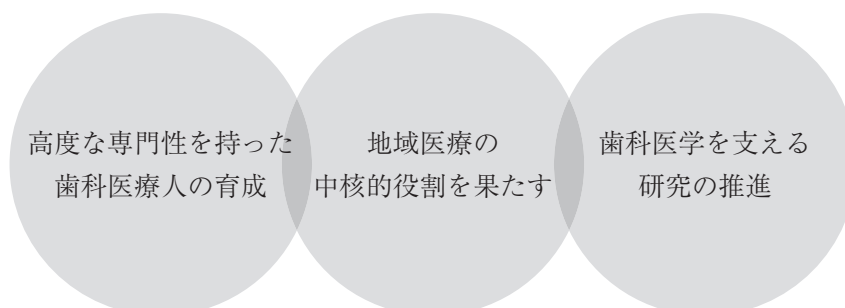 高度な専門性を持った
歯科医療人の育成
地域医療の
中核的役割を果たす
歯科医学を支える
研究の推進